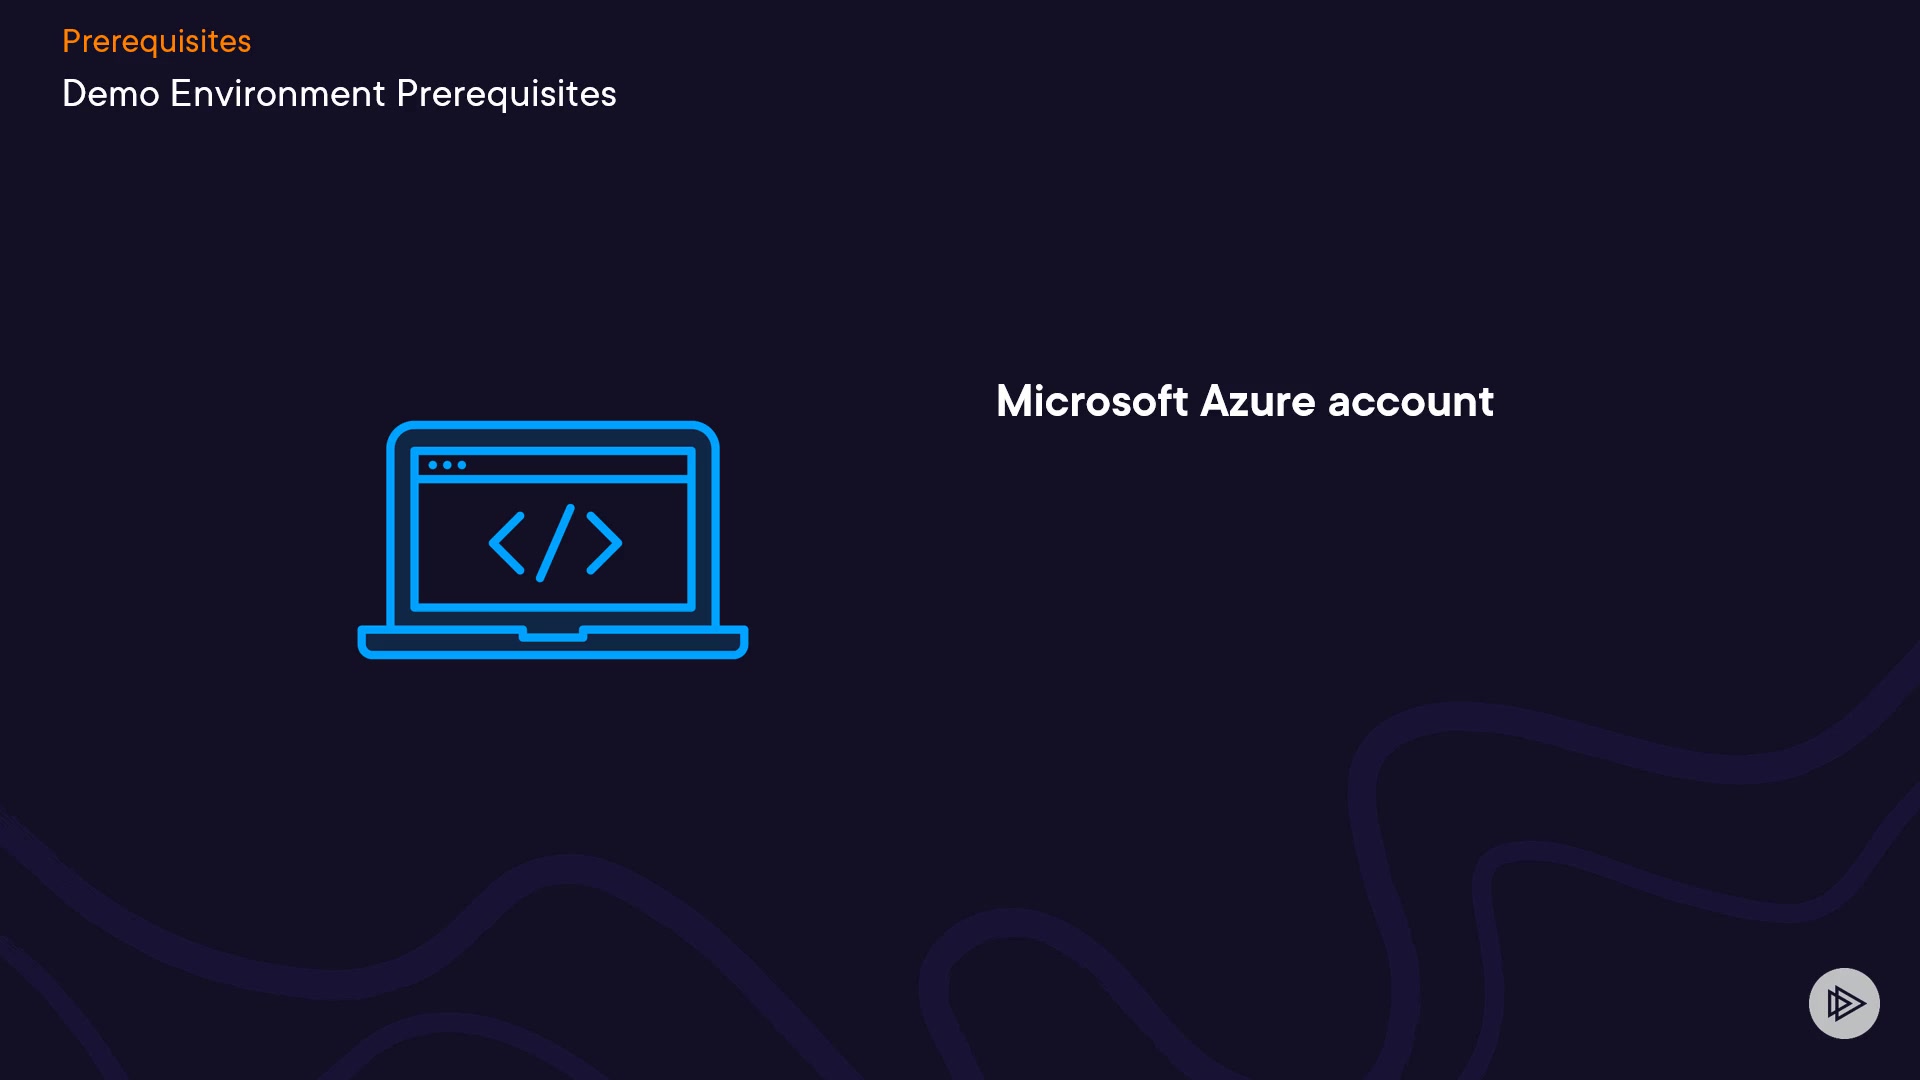 Prerequisites
Demo Environment Prerequisites
Microsoft Azure account